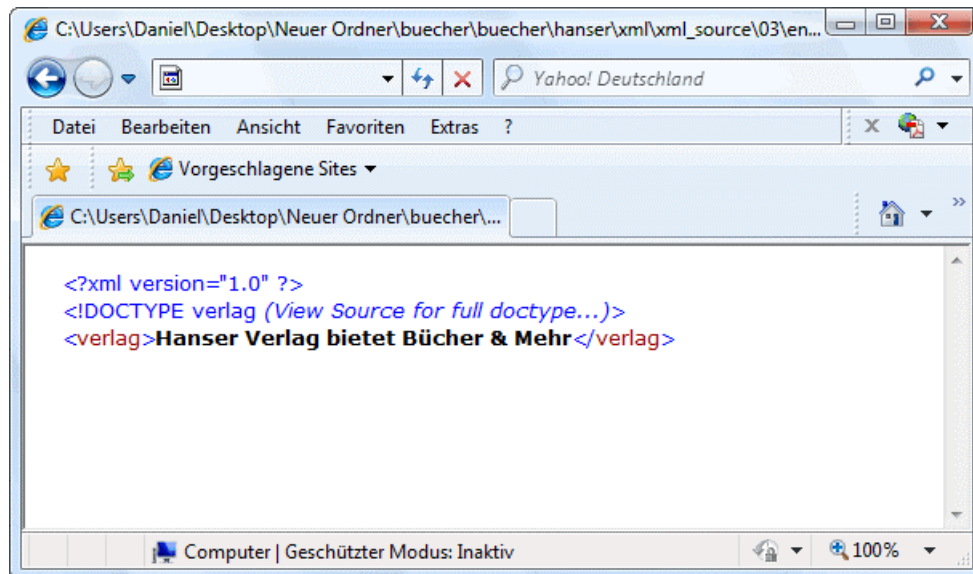 C:\Users\Daniel\Desktop\Neuer Ordner\buecher\buecher\hanser\xml\xml_source\03\en...
Yahoo! Deutschland
Datei Bearbeiten Ansicht Favoriten Extras ?
Vorgeschlagene Sites
C:\Users\Daniel\Desktop\Neuer Ordner\buecher\...
<?xml version="1.0" ?>
<!DOCTYPE verlag (View Source for full doctype...)>
<verlag>Hanser Verlag bietet Bücher & Mehr</verlag>
Computer | Geschützter Modus: Inaktiv 100%